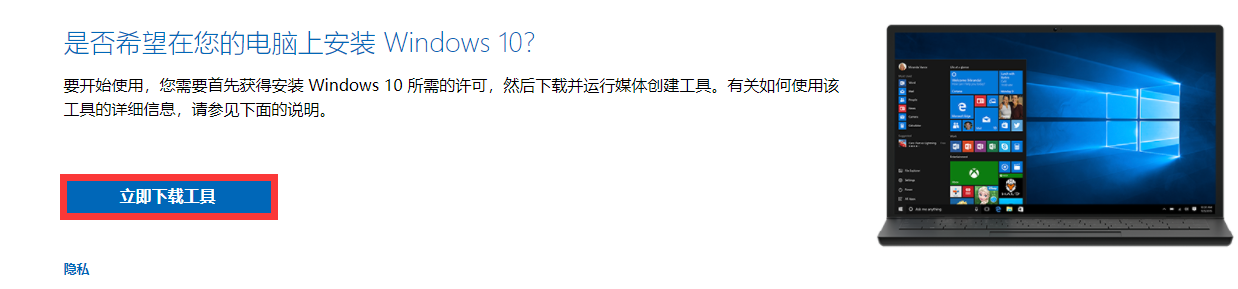 是否希望在您的电脑上安装 Windows 10？
要开始使用，您需要首先获得安装 Windows 10 所需的许可，然后下载并运行媒体创建工具。有关如何使用该
工具的详细信息，请参见下面的说明。
立即下载工具
隐私